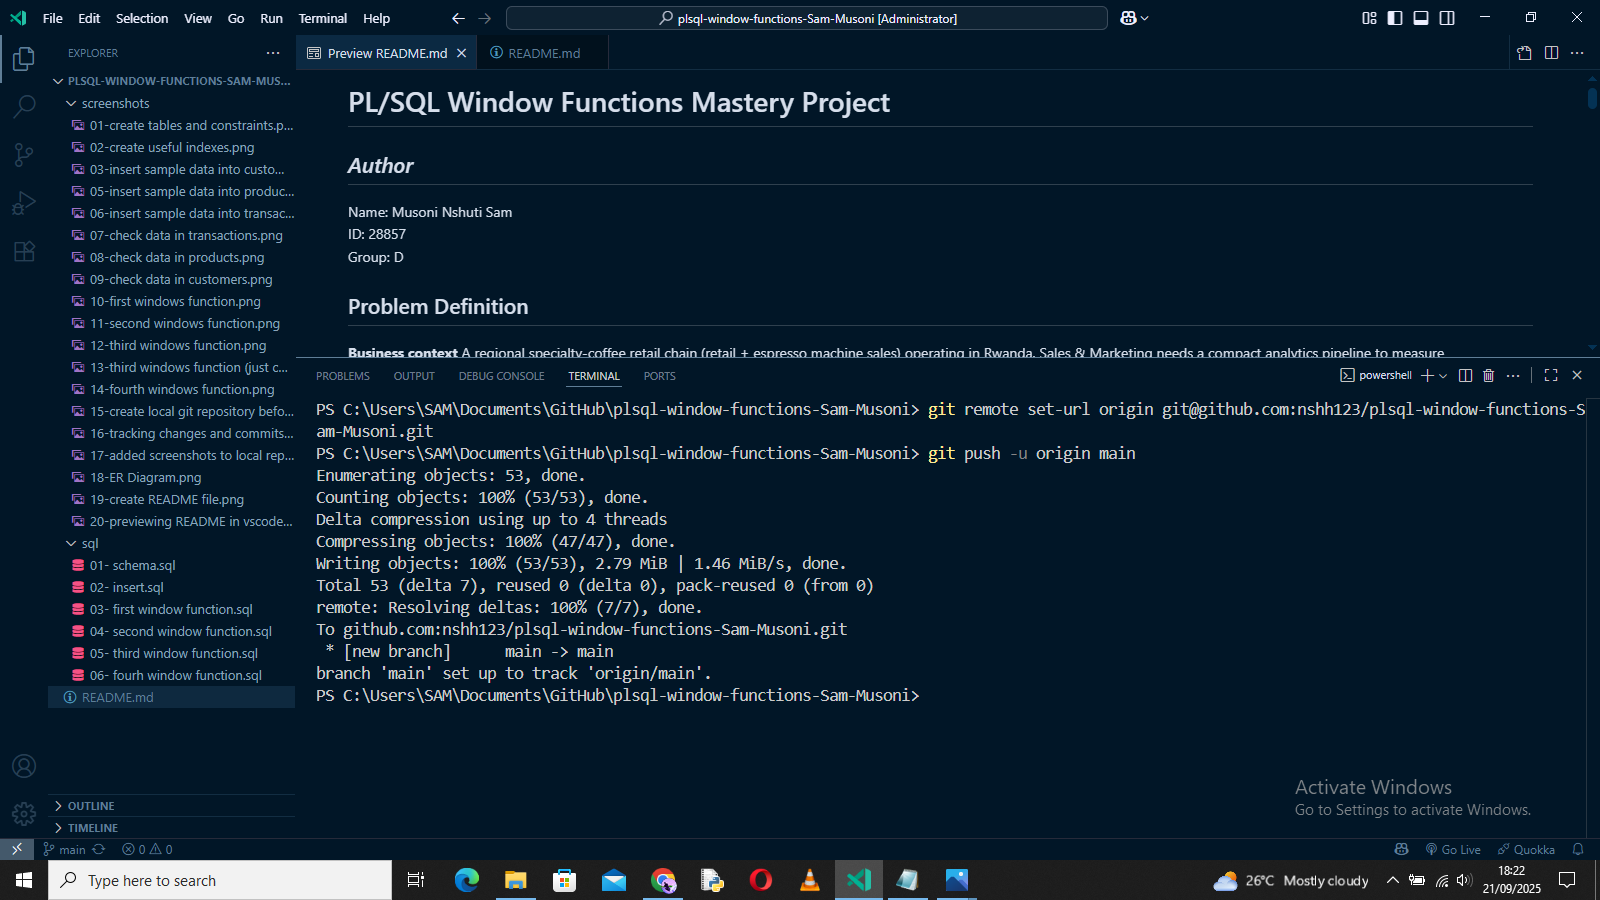 File Edit Selection View Go Run Terminal Help
plsql-window-functions-Sam-Musoni [Administrator]
EXPLORER
Preview README.md
README.md
PLSQL-WINDOW-FUNCTIONS-SAM-MUS...
screenshots
01-create tables and constraints.p...
02-create useful indexes.png
03-insert sample data into custo...
05-insert sample data into produc...
06-insert sample data into transac...
07-check data in transactions.png
08-check data in products.png
09-check data in customers.png
10-first windows function.png
11-second windows function.png
12-third windows function.png
13-third windows function (just c...
14-fourth windows function.png
15-create local git repository befo...
16-tracking changes and commits...
17-added screenshots to local rep...
18-ER Diagram.png
19-create README file.png
20-previewing README in vscode...
sql
01- schema.sql
02- insert.sql
03- first window function.sql
04- second window function.sql
05- third window function.sql
06- fourh window function.sql
README.md
OUTLINE
TIMELINE
PL/SQL Window Functions Mastery Project
Author
Name: Musoni Nshuti Sam
ID: 28857
Group: D
Problem Definition
Business context A regional specialty-coffee retail chain (retail + espresso machine sales) operating in Rwanda. Sales & Marketing needs a compact analytics pipeline to measure
PROBLEMS OUTPUT DEBUG CONSOLE TERMINAL PORTS
powershell
PS C:\Users\SAM\Documents\GitHub\plsql-window-functions-Sam-Musoni> git remote set-url origin git@github.com:nshh123/plsql-window-functions-S
am-Musoni.git
PS C:\Users\SAM\Documents\GitHub\plsql-window-functions-Sam-Musoni> git push -u origin main
Enumerating objects: 53, done.
Counting objects: 100% (53/53), done.
Delta compression using up to 4 threads
Compressing objects: 100% (47/47), done.
Writing objects: 100% (53/53), 2.79 MiB | 1.46 MiB/s, done.
Total 53 (delta 7), reused 0 (delta 0), pack-reused 0 (from 0)
remote: Resolving deltas: 100% (7/7), done.
To github.com:nshh123/plsql-window-functions-Sam-Musoni.git
* [new branch] main -> main
branch 'main' set up to track 'origin/main'.
PS C:\Users\SAM\Documents\GitHub\plsql-window-functions-Sam-Musoni>
Activate Windows
Go to Settings to activate Windows.
main 0 0
Go Live Quokka
Type here to search
26°C Mostly cloudy
18:22
21/09/2025